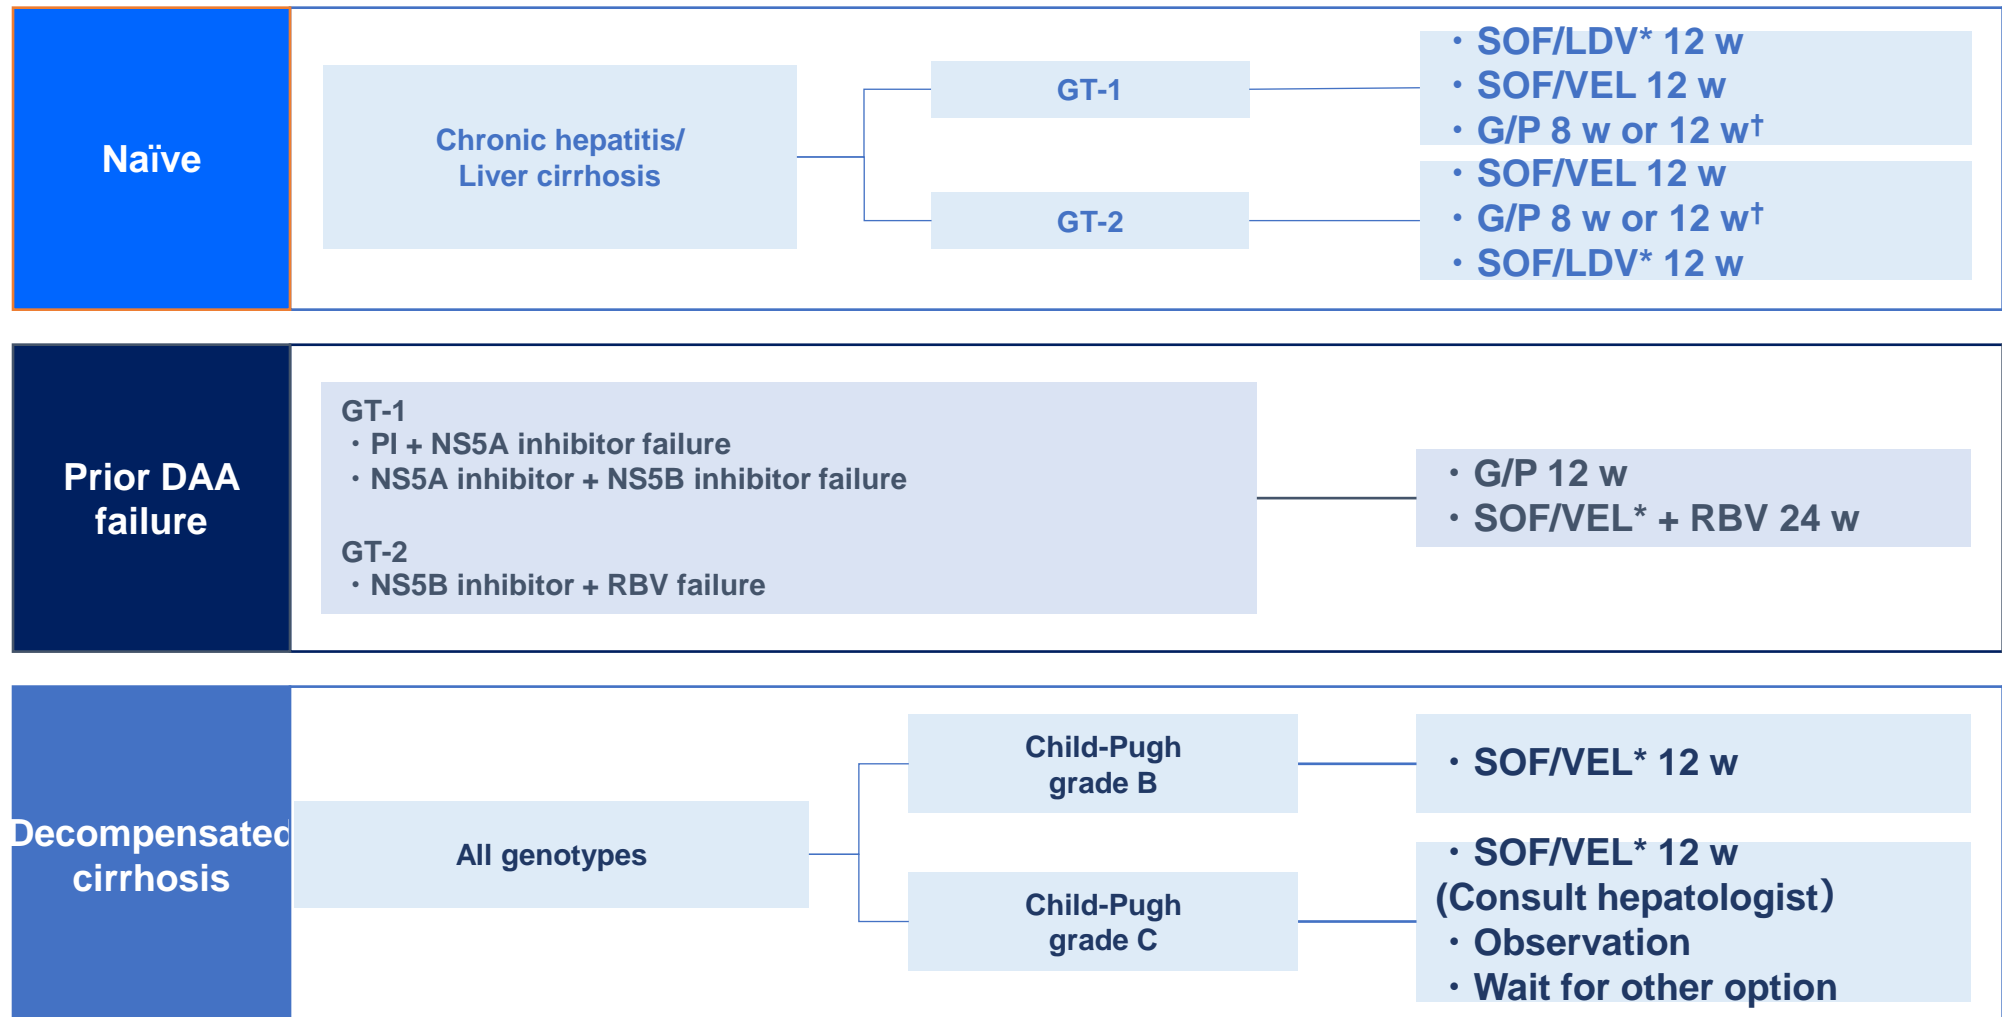 Naïve
Chronic hepatitis/
Liver cirrhosis
GT-1
・SOF/LDV* 12 w
・SOF/VEL 12 w
・G/P 8 w or 12 w†
GT-2
・SOF/VEL 12 w
・G/P 8 w or 12 w†
・SOF/LDV* 12 w
Prior DAA
failure
GT-1
・PI + NS5A inhibitor failure
・NS5A inhibitor + NS5B inhibitor failure
GT-2
・NS5B inhibitor + RBV failure
・G/P 12 w
・SOF/VEL* + RBV 24 w
Decompensated
cirrhosis
All genotypes
Child-Pugh
grade B
・SOF/VEL* 12 w
Child-Pugh
grade C
・SOF/VEL* 12 w
(Consult hepatologist）
・Observation
・Wait for other option